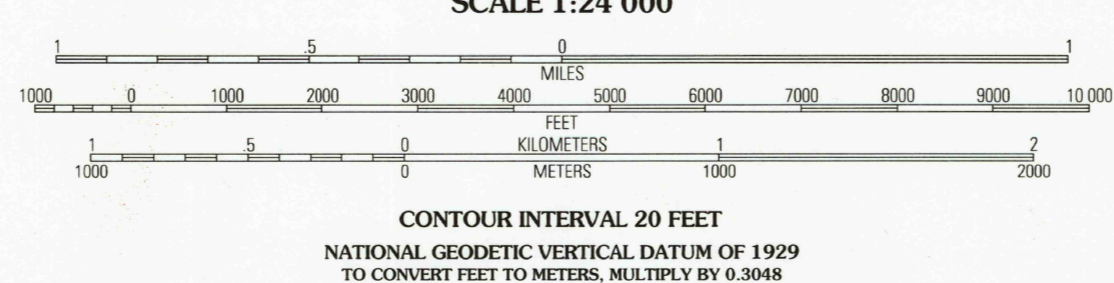 SCALE 1:24 000
1 .5 0 1
MILES
1000 0 1000 2000 3000 4000 5000 6000 7000 8000 9000 10 000
FEET
1 .5 0 KILOMETERS 1 2
1000 0 METERS 1000 2000
CONTOUR INTERVAL 20 FEET
NATIONAL GEODETIC VERTICAL DATUM OF 1929
TO CONVERT FEET TO METERS, MULTIPLY BY 0.3048